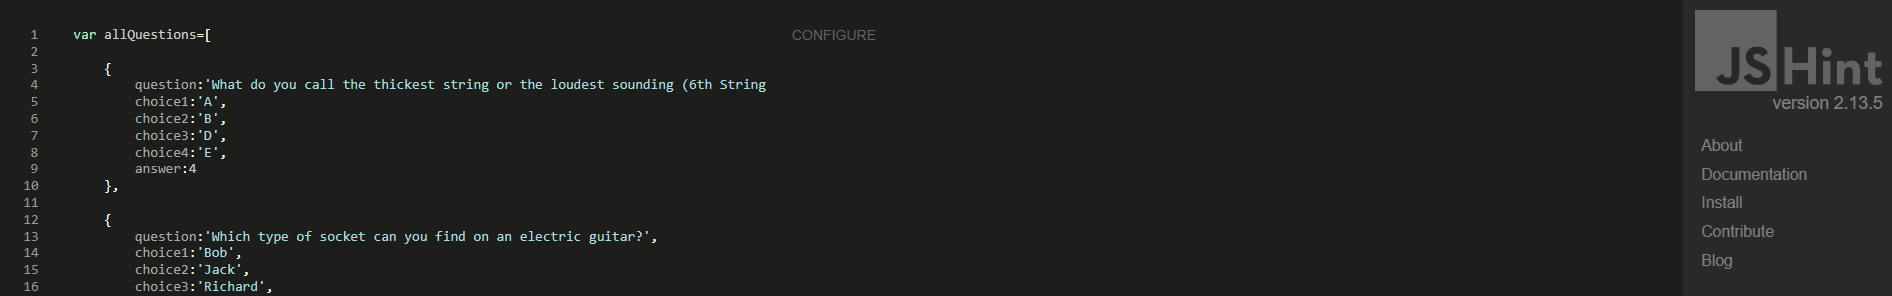 1 var allQuestions=[
2
3 {
4 question:'What do you call the thickest string or the loudest sounding (6th String
5 choice1:'A',
6 choice2:'B',
7 choice3:'D',
8 choice4:'E',
9 answer:4
10 },
11
12 {
13 question:'Which type of socket can you find on an electric guitar?',
14 choice1:'Bob',
15 choice2:'Jack',
16 choice3:'Richard',
CONFIGURE
JSHint
version 2.13.5
About
Documentation
Install
Contribute
Blog